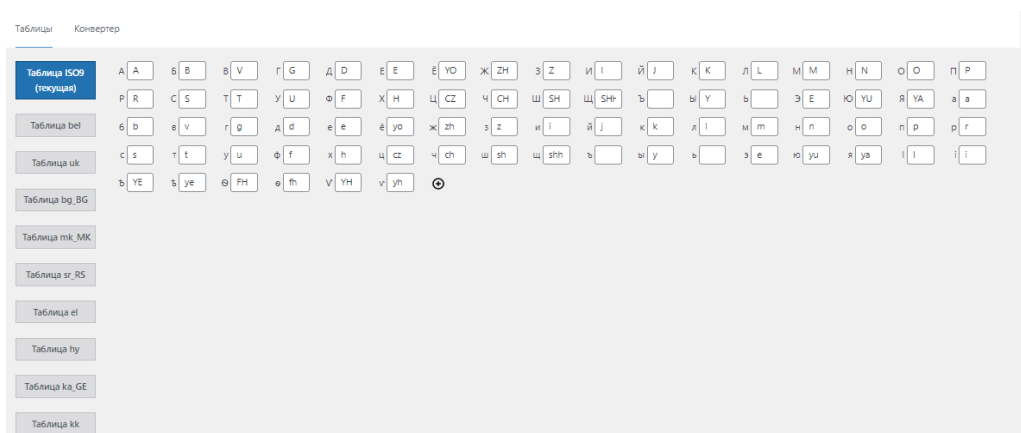 Таблицы Конвертер
Таблица ISO9
(текущая)
А A Б B В V Г G Д D Е E Ё YO Ж ZH З Z И I Й J К K Л L М M Н N О O П P
Р R С S Т T У U Ф F Х H Ц CZ Ч CH Ш SH Щ SHH Ъ Ы Y Ь Э E Ю YU Я YA а a
Таблица bel
б b в v г g д d е e ё yo ж zh з z и i й j к k л l м m н n о o п p р r
Таблица uk
с s т t у u ф f х h ц cz ч ch ш sh щ shh ъ ы y ь э e ю yu я ya І I і i
Ѣ YE ѣ ye Ѳ FH ѳ fh Ѵ YH ѵ yh
Таблица bg_BG
Таблица mk_MK
Таблица sr_RS
Таблица el
Таблица hy
Таблица ka_GE
Таблица kk